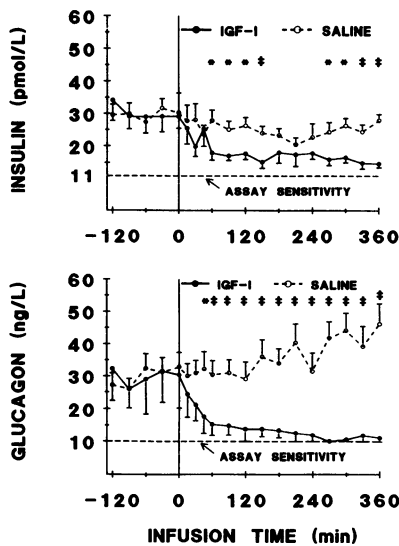 IGF-I SALINE
60
50
40
30
20
11
INSULIN (pmol/L)
* * * ‡ * * ‡ ‡
ASSAY SENSITIVITY
-120 0 120 240 360
IGF-I SALINE
60
50
40
30
20
10
GLUCAGON (ng/L)
* ‡ ‡ ‡ ‡ ‡ ‡ ‡ ‡ ‡ ‡ ‡
ASSAY SENSITIVITY
-120 0 120 240 360
INFUSION TIME (min)